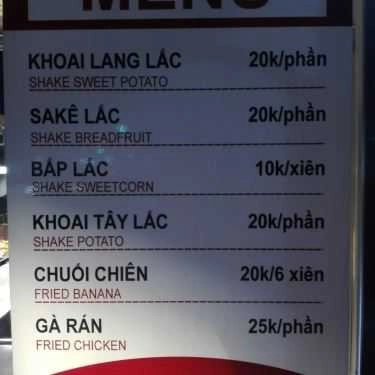 MENU
KHOAI LANG LẮC 20k/phần
SHAKE SWEET POTATO
SAKÊ LẮC 20k/phần
SHAKE BREADFRUIT
BẮP LẮC 10k/xiên
SHAKE SWEETCORN
KHOAI TÂY LẮC 20k/phần
SHAKE POTATO
CHUỐI CHIÊN 20k/6 xiên
FRIED BANANA
GÀ RÁN 25k/phần
FRIED CHICKEN